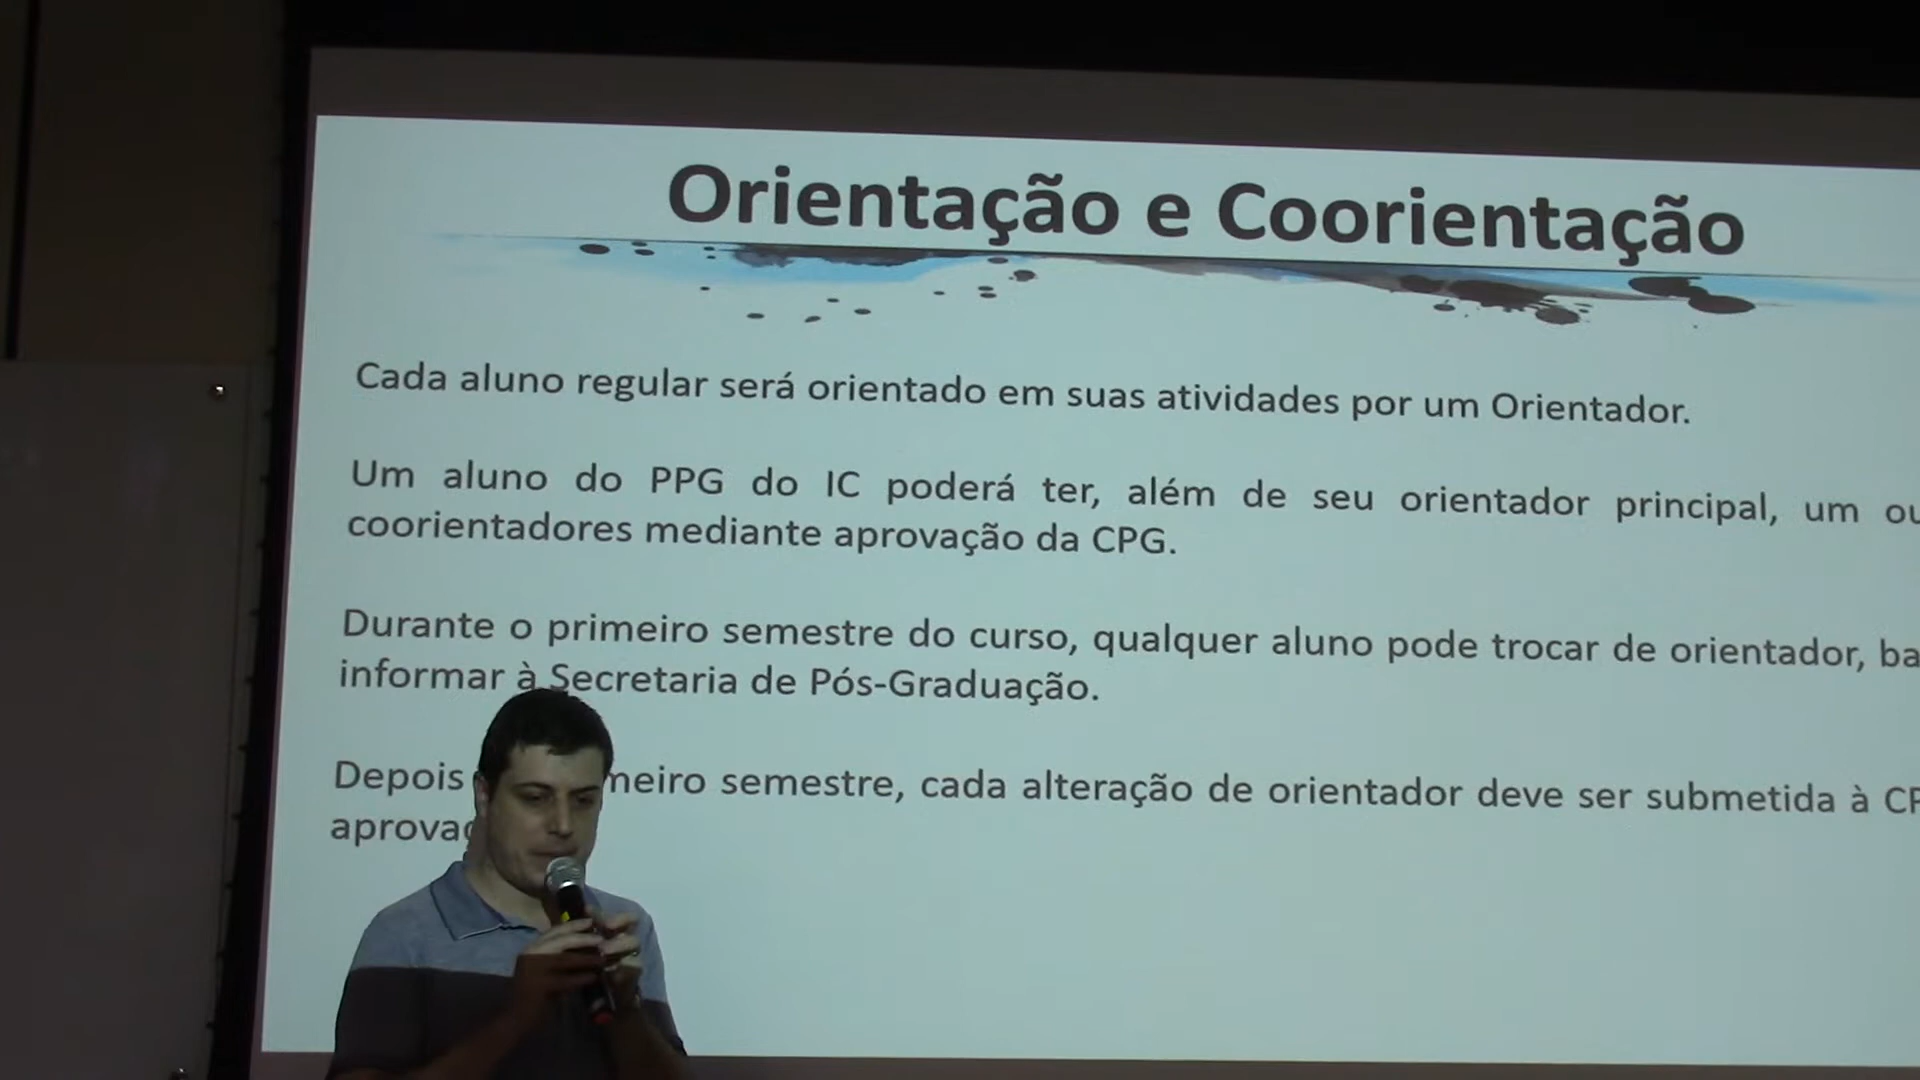 Orientação e Coorientação
Cada aluno regular será orientado em suas atividades por um Orientador.
Um aluno do PPG do IC poderá ter, além de seu orientador principal, um ou
coorientadores mediante aprovação da CPG.
Durante o primeiro semestre do curso, qualquer aluno pode trocar de orientador,
informar à Secretaria de Pós-Graduação.
Depois semestre, cada alteração de orientador deve ser submetida à